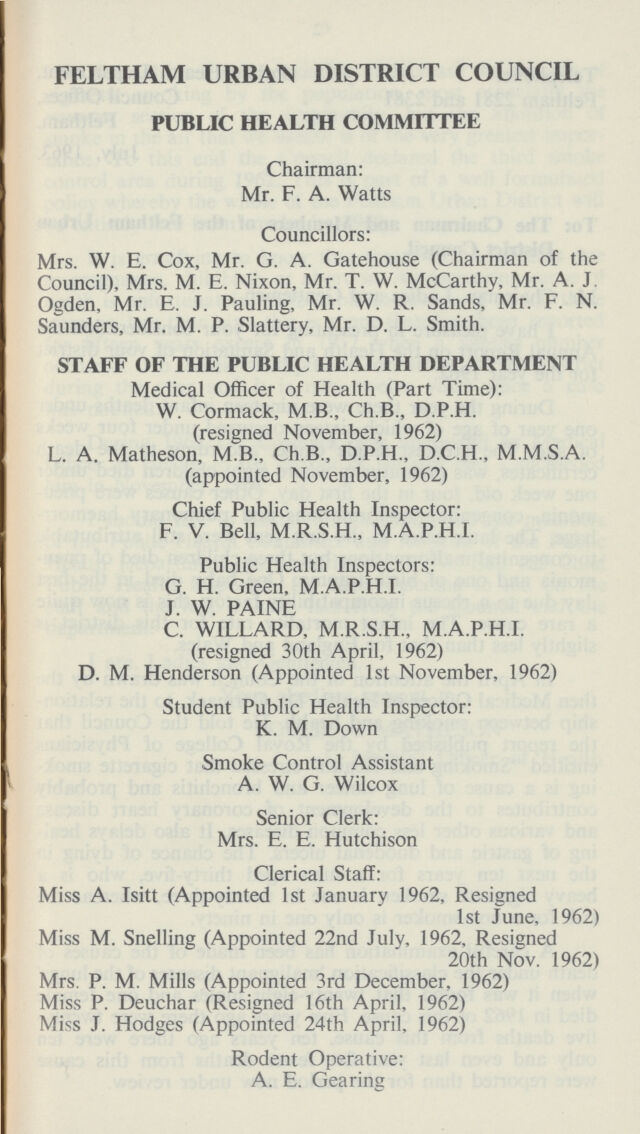 FELTHAM URBAN DISTRICT COUNCIL
PUBLIC HEALTH COMMITTEE
Chairman:
Mr. F. A. Watts
Councillors:
Mrs. W. E. Cox, Mr. G. A. Gatehouse (Chairman of the
Council), Mrs. M. E. Nixon, Mr. T. W. McCarthy, Mr. A. J.
Ogden, Mr. E. J. Pauling, Mr. W. R. Sands, Mr. F. N.
Saunders, Mr. M. P. Slattery, Mr. D. L. Smith.
STAFF OF THE PUBLIC HEALTH DEPARTMENT
Medical Officer of Health (Part Time):
W. Cormack, M.B., Ch.B., D.P.H.
(resigned November, 1962)
L. A. Matheson, M.B., Ch.B., D.P.H., D.C.H., M.M.S.A.
(appointed November, 1962)
Chief Public Health Inspector:
F. V. Bell, M.R.S.H., M.A.P.H.I.
Public Health Inspectors:
G. H. Green, M.A.P.H.I.
J. W. PAINE
C. WILLARD, M.R.S.H., M.A.P.H.I.
(resigned 30th April, 1962)
D. M. Henderson (Appointed 1st November, 1962)
Student Public Health Inspector:
K. M. Down
Smoke Control Assistant
A. W. G. Wilcox
Senior Clerk:
Mrs. E. E. Hutchison
Clerical Staff:
Miss A. Isitt (Appointed 1st January 1962, Resigned
1st June, 1962)
Miss M. Snelling (Appointed 22nd July, 1962, Resigned
20th Nov. 1962)
Mrs. P. M. Mills (Appointed 3rd December, 1962)
Miss P. Deuchar (Resigned 16th April, 1962)
Miss J. Hodges (Appointed 24th April, 1962)
Rodent Operative:
A. E. Gearing